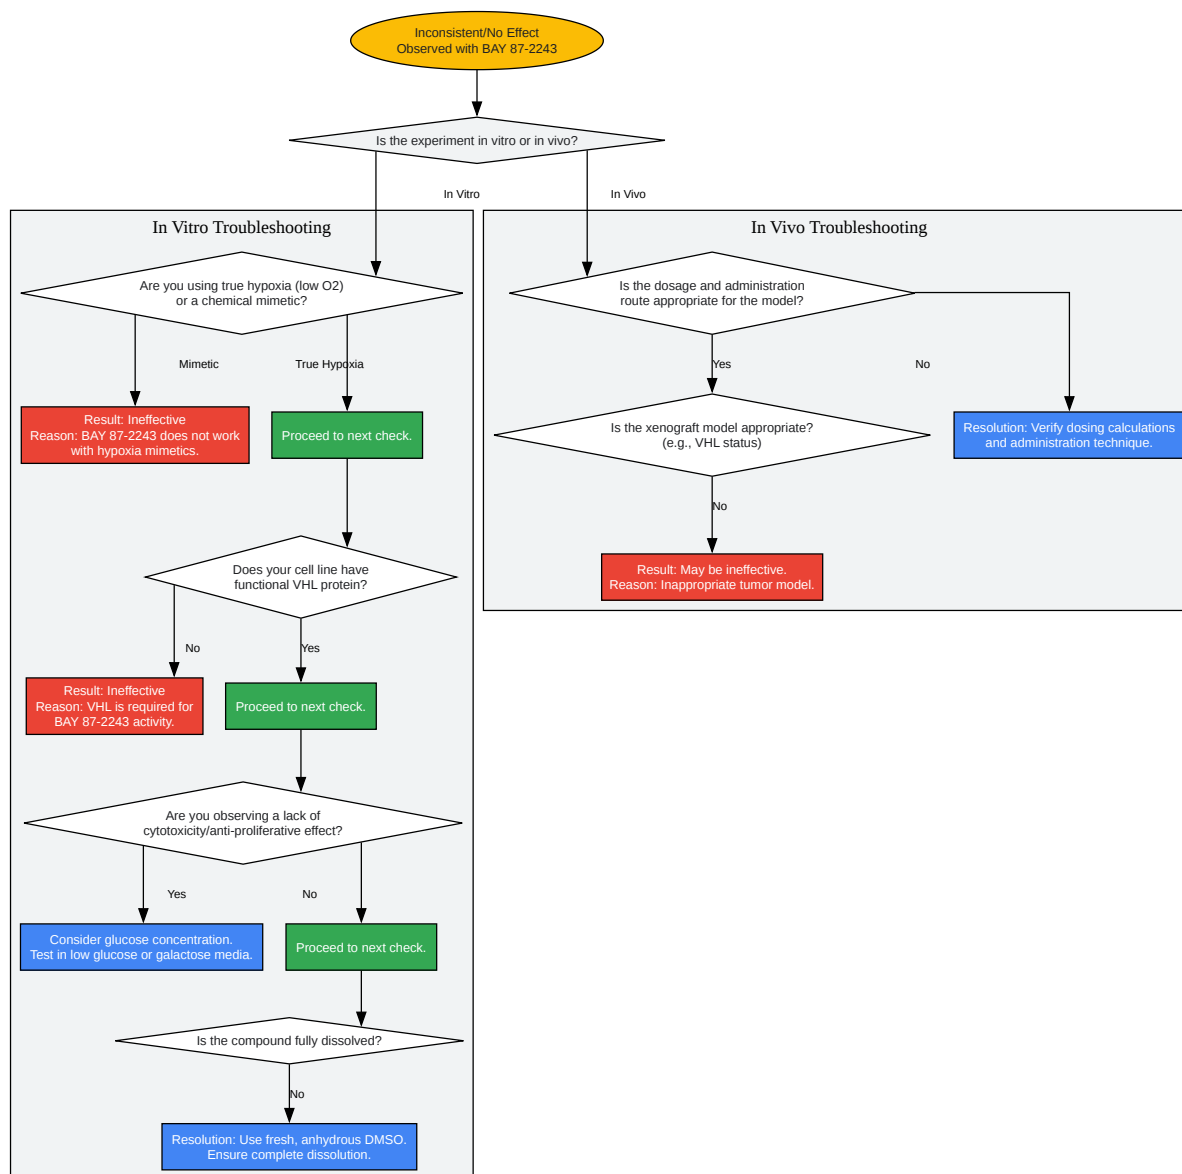 Inconsistent/No Effect
Observed with BAY 87-2243
Is the experiment in vitro or in vivo?
In Vitro
In Vivo
In Vitro Troubleshooting
Are you using true hypoxia (low O2)
or a chemical mimetic?
Mimetic
True Hypoxia
Result: Ineffective
Reason: BAY 87-2243 does not work
with hypoxia mimetics.
Proceed to next check.
Does your cell line have
functional VHL protein?
No
Yes
Result: Ineffective
Reason: VHL is required for
BAY 87-2243 activity.
Proceed to next check.
Are you observing a lack of
cytotoxicity/anti-proliferative effect?
Yes
No
Consider glucose concentration.
Test in low glucose or galactose media.
Proceed to next check.
Is the compound fully dissolved?
No
Resolution: Use fresh, anhydrous DMSO.
Ensure complete dissolution.
In Vivo Troubleshooting
Is the dosage and administration
route appropriate for the model?
Yes
No
Is the xenograft model appropriate?
(e.g., VHL status)
Resolution: Verify dosing calculations
and administration technique.
No
Result: May be ineffective.
Reason: Inappropriate tumor model.